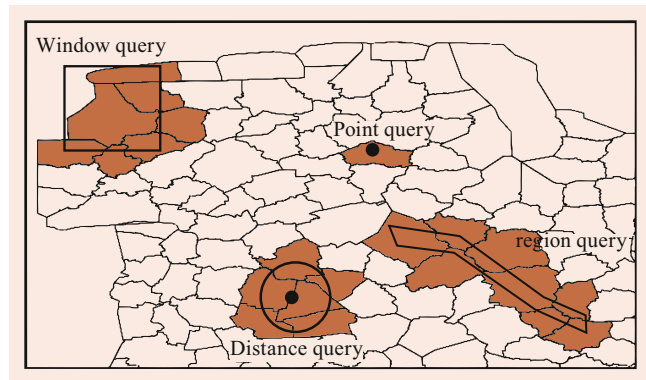 Window query
Point query
region query
Distance query